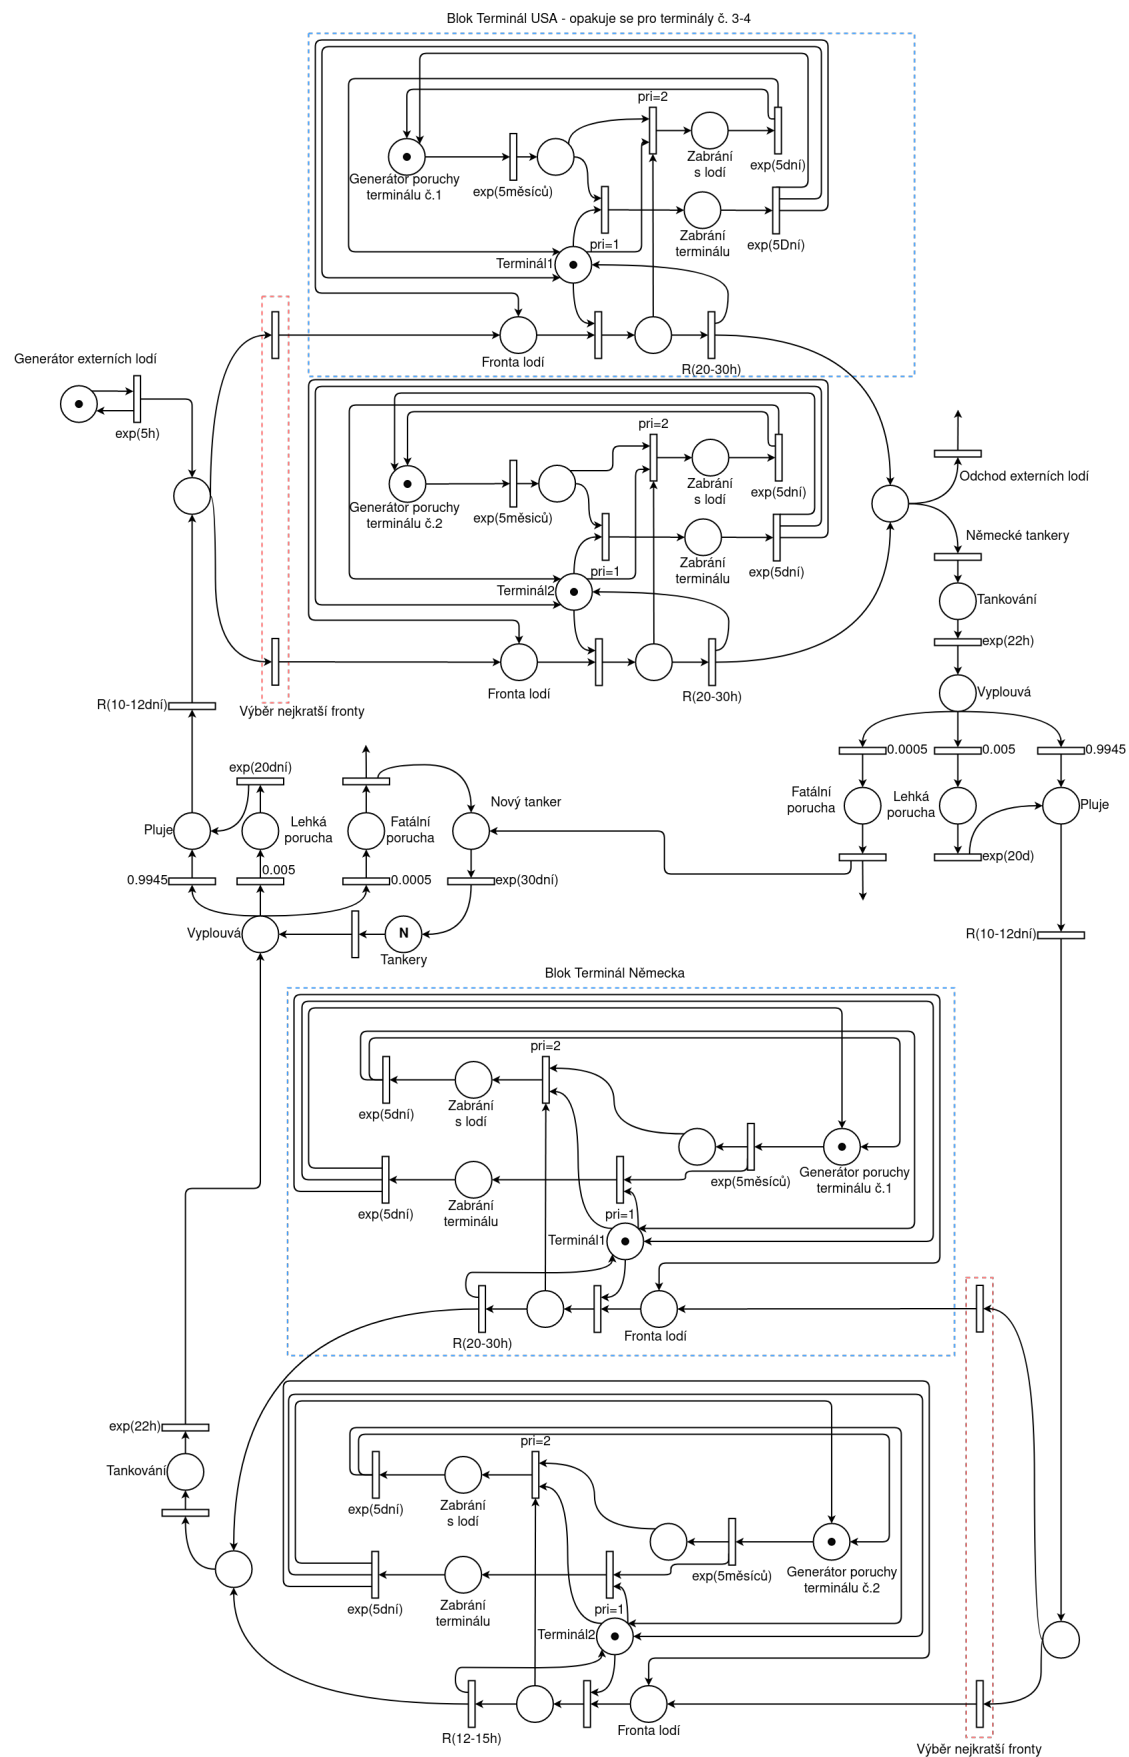 Blok Terminál USA - opakuje se pro terminály č. 3-4
pri=2
Zabrání
s lodí
exp(5dní)
Generátor poruchy
terminálu č.1
exp(5měsíců)
Zabrání
terminálu
exp(5Dní)
pri=1
Terminál1
Fronta lodí
R(20-30h)
Generátor externích lodí
exp(5h)
pri=2
Zabrání
s lodí
exp(5dní)
Generátor poruchy
terminálu č.2
exp(5měsiců)
Zabrání
terminálu
exp(5dní)
pri=1
Terminál2
Fronta lodí
R(20-30h)
Odchod externích lodí
Německé tankery
Tankování
exp(22h)
Vyplouvá
R(10-12dní)
Výběr nejkratší fronty
0.0005
0.005
0.9945
Fatální
porucha
Lehká
porucha
Pluje
exp(20d)
exp(20dní)
Nový tanker
Pluje
Lehká
porucha
Fatální
porucha
0.9945
0.005
0.0005
exp(30dní)
Vyplouvá
N
Tankery
R(10-12dní)
Blok Terminál Německa
pri=2
exp(5dní)
Zabrání
s lodí
exp(5měsíců)
Generátor poruchy
terminálu č.1
exp(5dní)
Zabrání
terminálu
pri=1
Terminál1
R(20-30h)
Fronta lodí
exp(22h)
Tankování
pri=2
exp(5dní)
Zabrání
s lodí
exp(5měsíců)
Generátor poruchy
terminálu č.2
exp(5dní)
Zabrání
terminálu
pri=1
Terminál2
R(12-15h)
Fronta lodí
Výběr nejkratší fronty